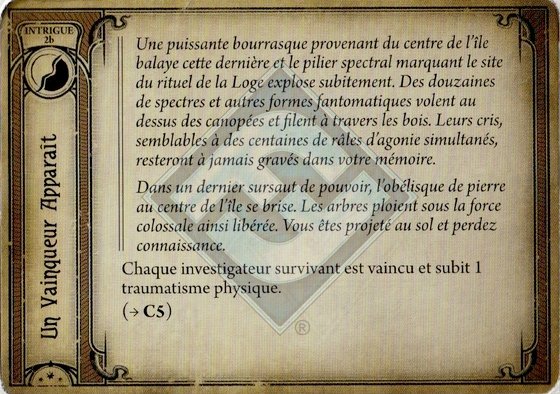 INTRIGUE
2b
Un Vainqueur Apparaît
Une puissante bourrasque provenant du centre de l'île
balaye cette dernière et le pilier spectral marquant le site
du rituel de la Loge explose subitement. Des douzaines
de spectres et autres formes fantomatiques volent au
dessus des canopées et filent à travers les bois. Leurs cris,
semblables à des centaines de râles d'agonie simultanés,
resteront à jamais gravés dans votre mémoire.
Dans un dernier sursaut de pouvoir, l'obélisque de pierre
au centre de l'île se brise. Les arbres ploient sous la force
colossale ainsi libérée. Vous êtes projeté au sol et perdez
connaissance.
Chaque investigateur survivant est vaincu et subit 1
traumatisme physique.
(→ C5)
®